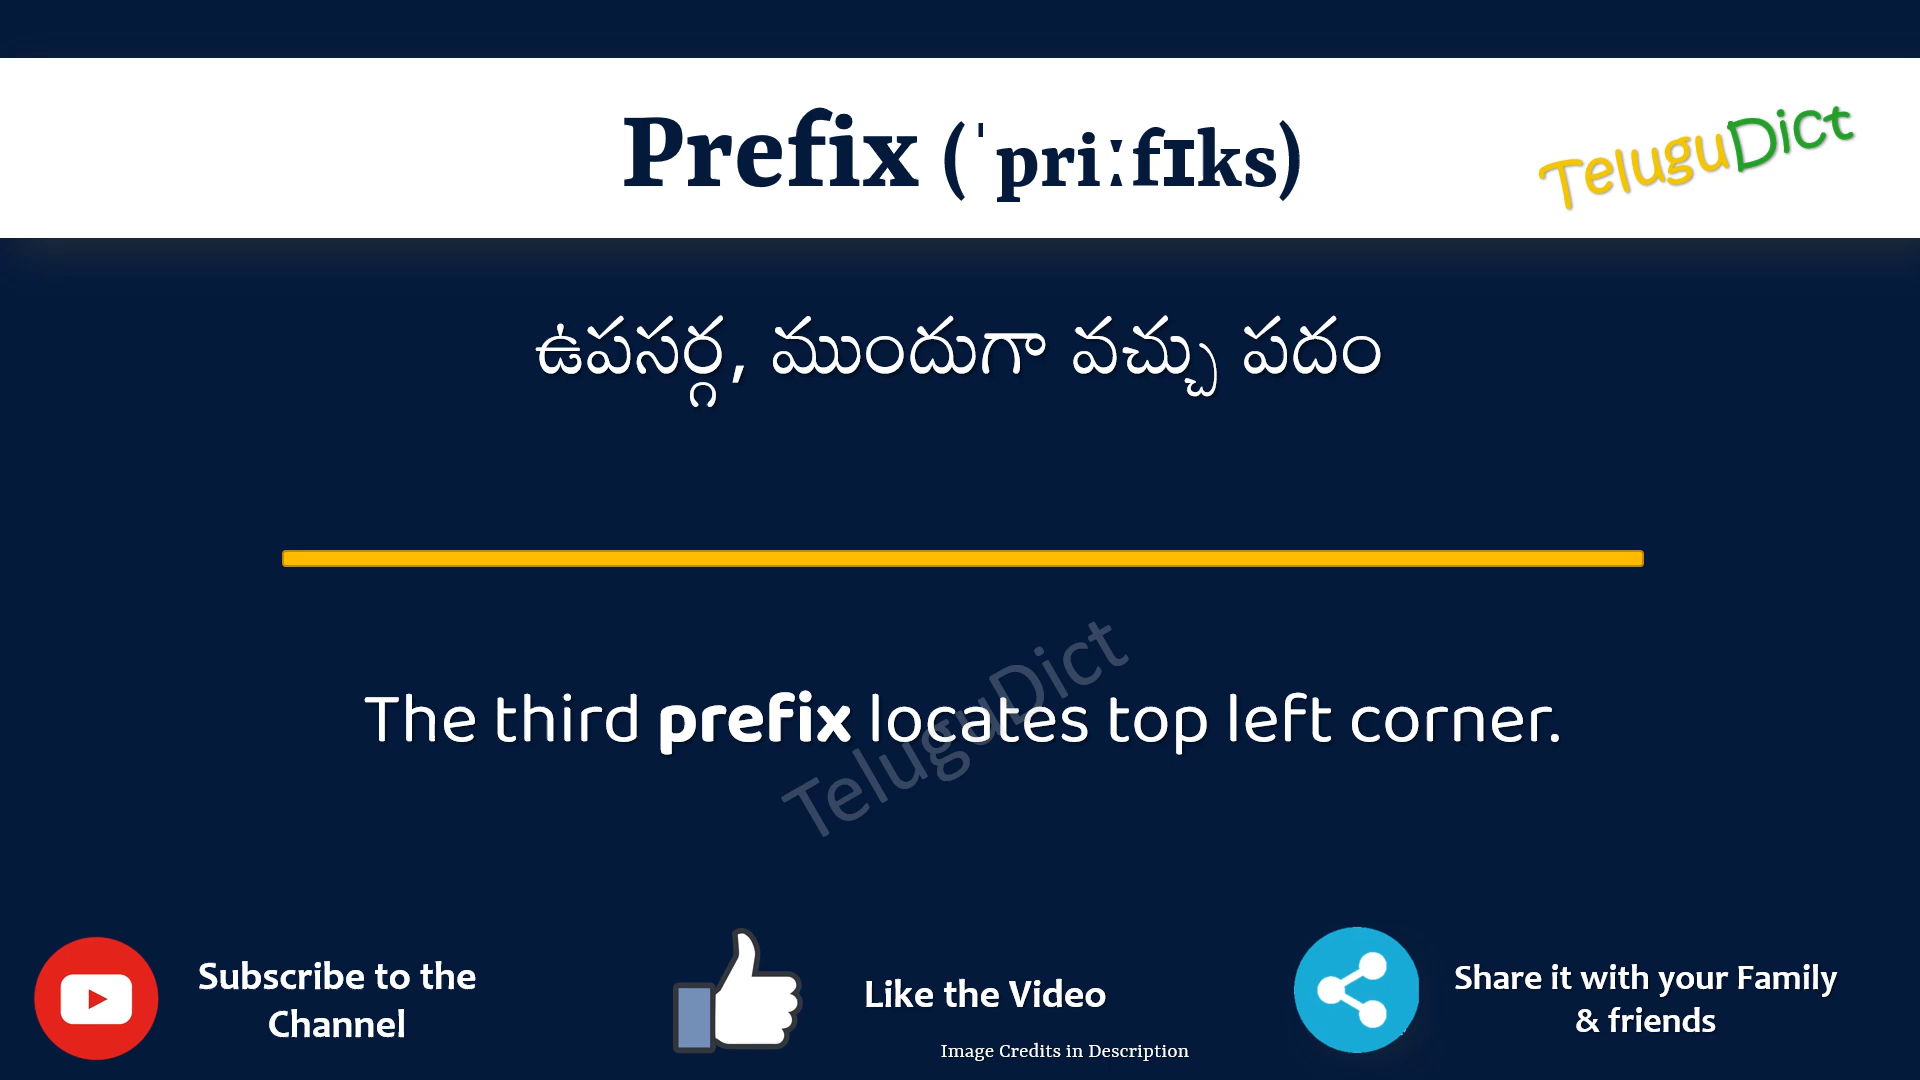 Prefix (ˈpriːfɪks)
TeluguDict
ఉపసర్గ, ముందుగా వచ్చు పదం
The third prefix locates top left corner.
TeluguDict
Subscribe to the
Channel
Like the Video
Share it with your Family
& friends
Image Credits in Description